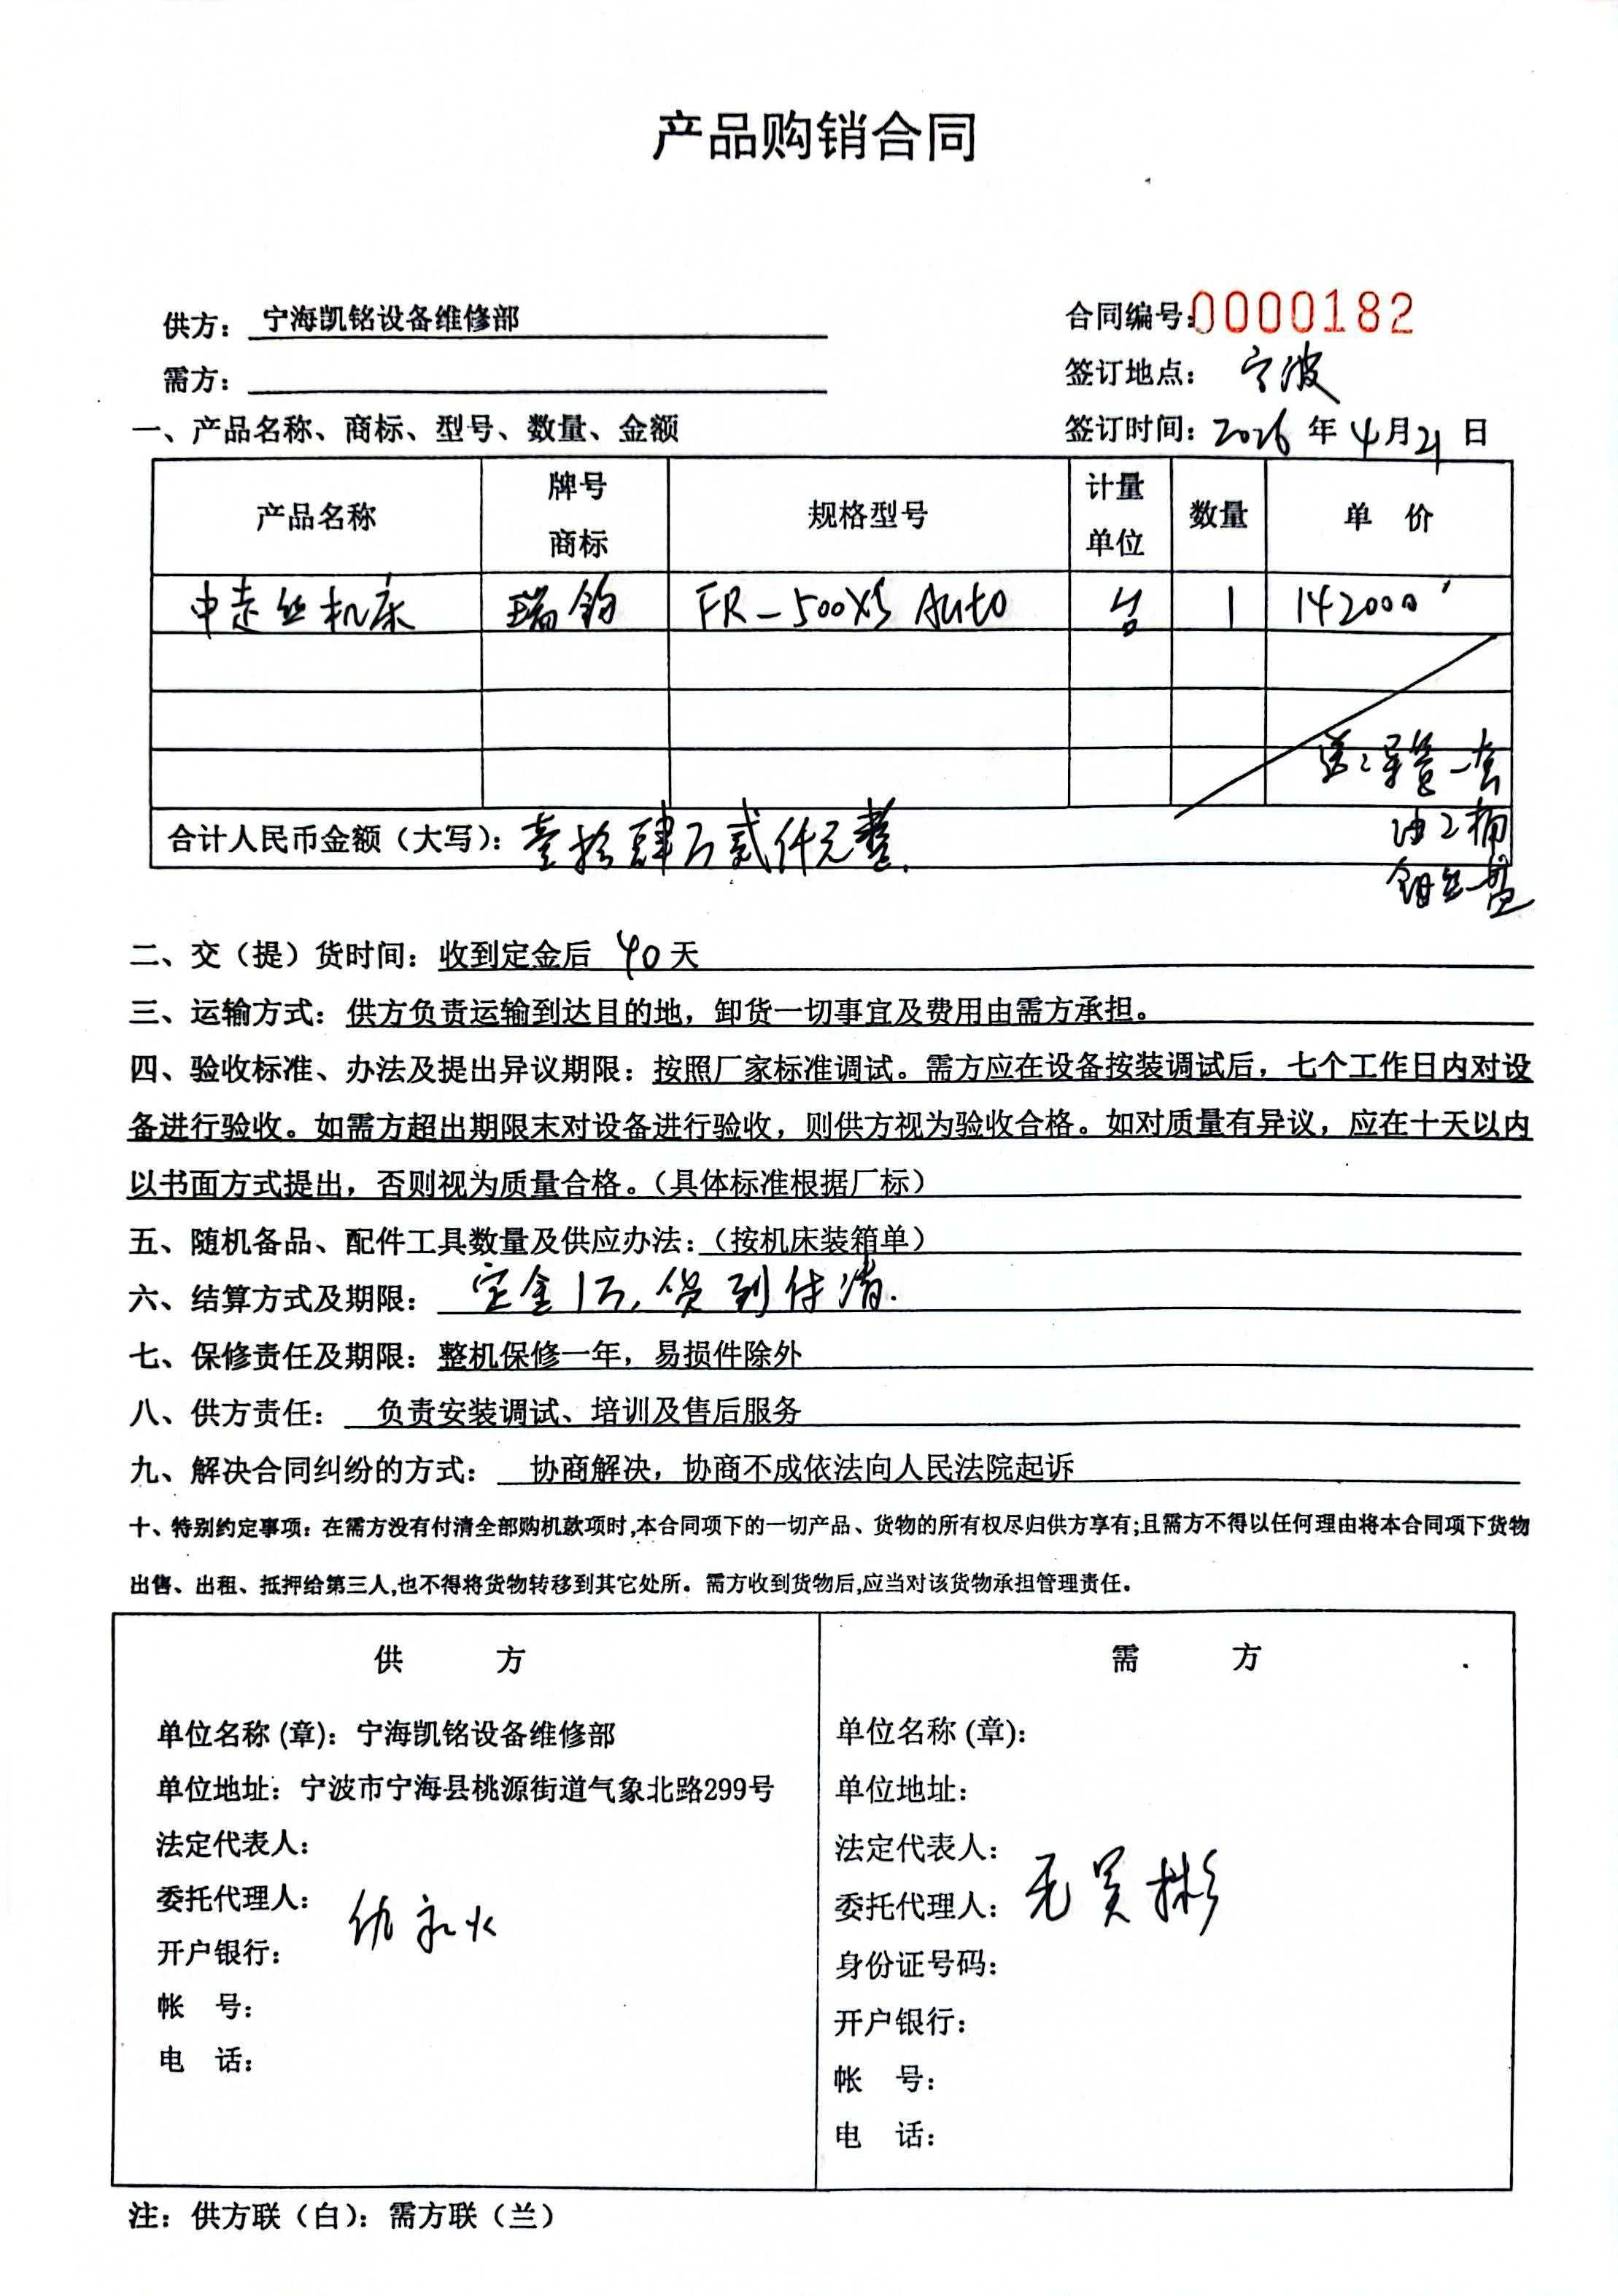 产品购销合同
供方：宁海凯铭设备维修部
合同编号：0000182
需方：
签订地点：宁波
一、产品名称、商标、型号、数量、金额
签订时间：2026年4月21日
产品名称 牌号商标 规格型号 计量单位 数量 单价
中走丝机床 瑞钧 FR-500XS Auto 台 1 142000
送：导管一套
合计人民币金额（大写）：壹拾肆万贰仟元整.
油2桶
钼丝一盘
二、交（提）货时间：收到定金后 40天
三、运输方式：供方负责运输到达目的地，卸货一切事宜及费用由需方承担。
四、验收标准、办法及提出异议期限：按照厂家标准调试。需方应在设备按装调试后，七个工作日内对设
备进行验收。如需方超出期限末对设备进行验收，则供方视为验收合格。如对质量有异议，应在十天以内
以书面方式提出，否则视为质量合格。（具体标准根据厂标）
五、随机备品、配件工具数量及供应办法：（按机床装箱单）
六、结算方式及期限：定金1万，货到付清.
七、保修责任及期限：整机保修一年，易损件除外
八、供方责任：负责安装调试、培训及售后服务
九、解决合同纠纷的方式：协商解决，协商不成依法向人民法院起诉
十、特别约定事项：在需方没有付清全部购机款项时,本合同项下的一切产品、货物的所有权尽归供方享有;且需方不得以任何理由将本合同项下货物
出售、出租、抵押给第三人,也不得将货物转移到其它处所。需方收到货物后,应当对该货物承担管理责任。
供方
单位名称(章)：宁海凯铭设备维修部
单位地址：宁波市宁海县桃源街道气象北路299号
法定代表人：
委托代理人：仇永火
开户银行：
帐 号：
电 话：
需方
单位名称(章)：
单位地址：
法定代表人：
委托代理人：
身份证号码：
开户银行：
帐 号：
电 话：
注：供方联（白）：需方联（兰）